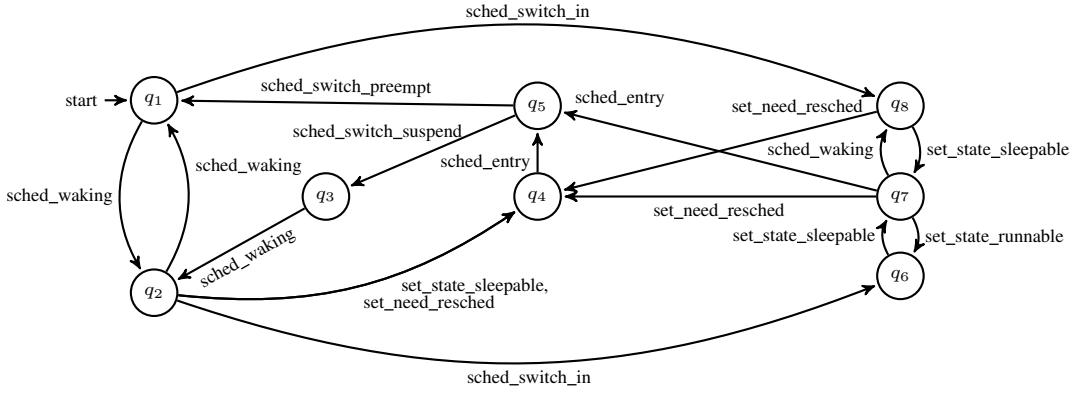 sched_switch_in
start
q1
sched_switch_preempt
q5
sched_entry
set_need_resched
q8
sched_switch_suspend
sched_waking
sched_waking
sched_entry
sched_waking
set_state_sleepable
q3
q4
q7
set_need_resched
sched_waking
set_state_sleepable
set_state_runnable
q2
q6
set_state_sleepable,
set_need_resched
sched_switch_in